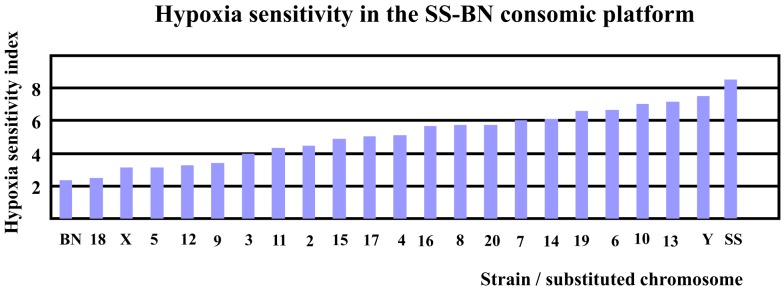 Hypoxia sensitivity in the SS-BN consomic platform
Hypoxia sensitivity index
8
6
4
2
BN 18 X 5 12 9 3 11 2 15 17 4 16 8 20 7 14 19 6 10 13 Y SS
Strain / substituted chromosome